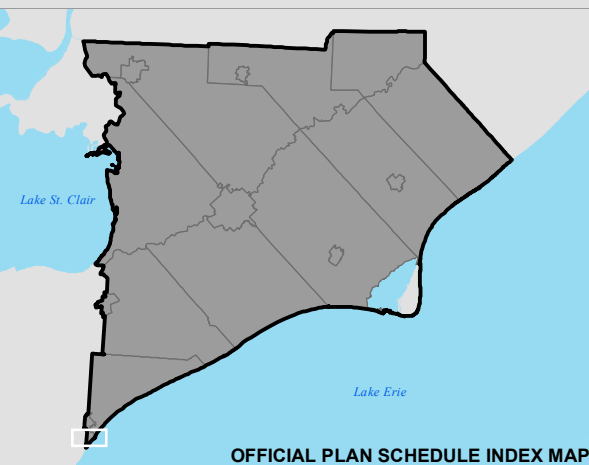 Lake St. Clair
Lake Erie
OFFICIAL PLAN SCHEDULE INDEX MAP